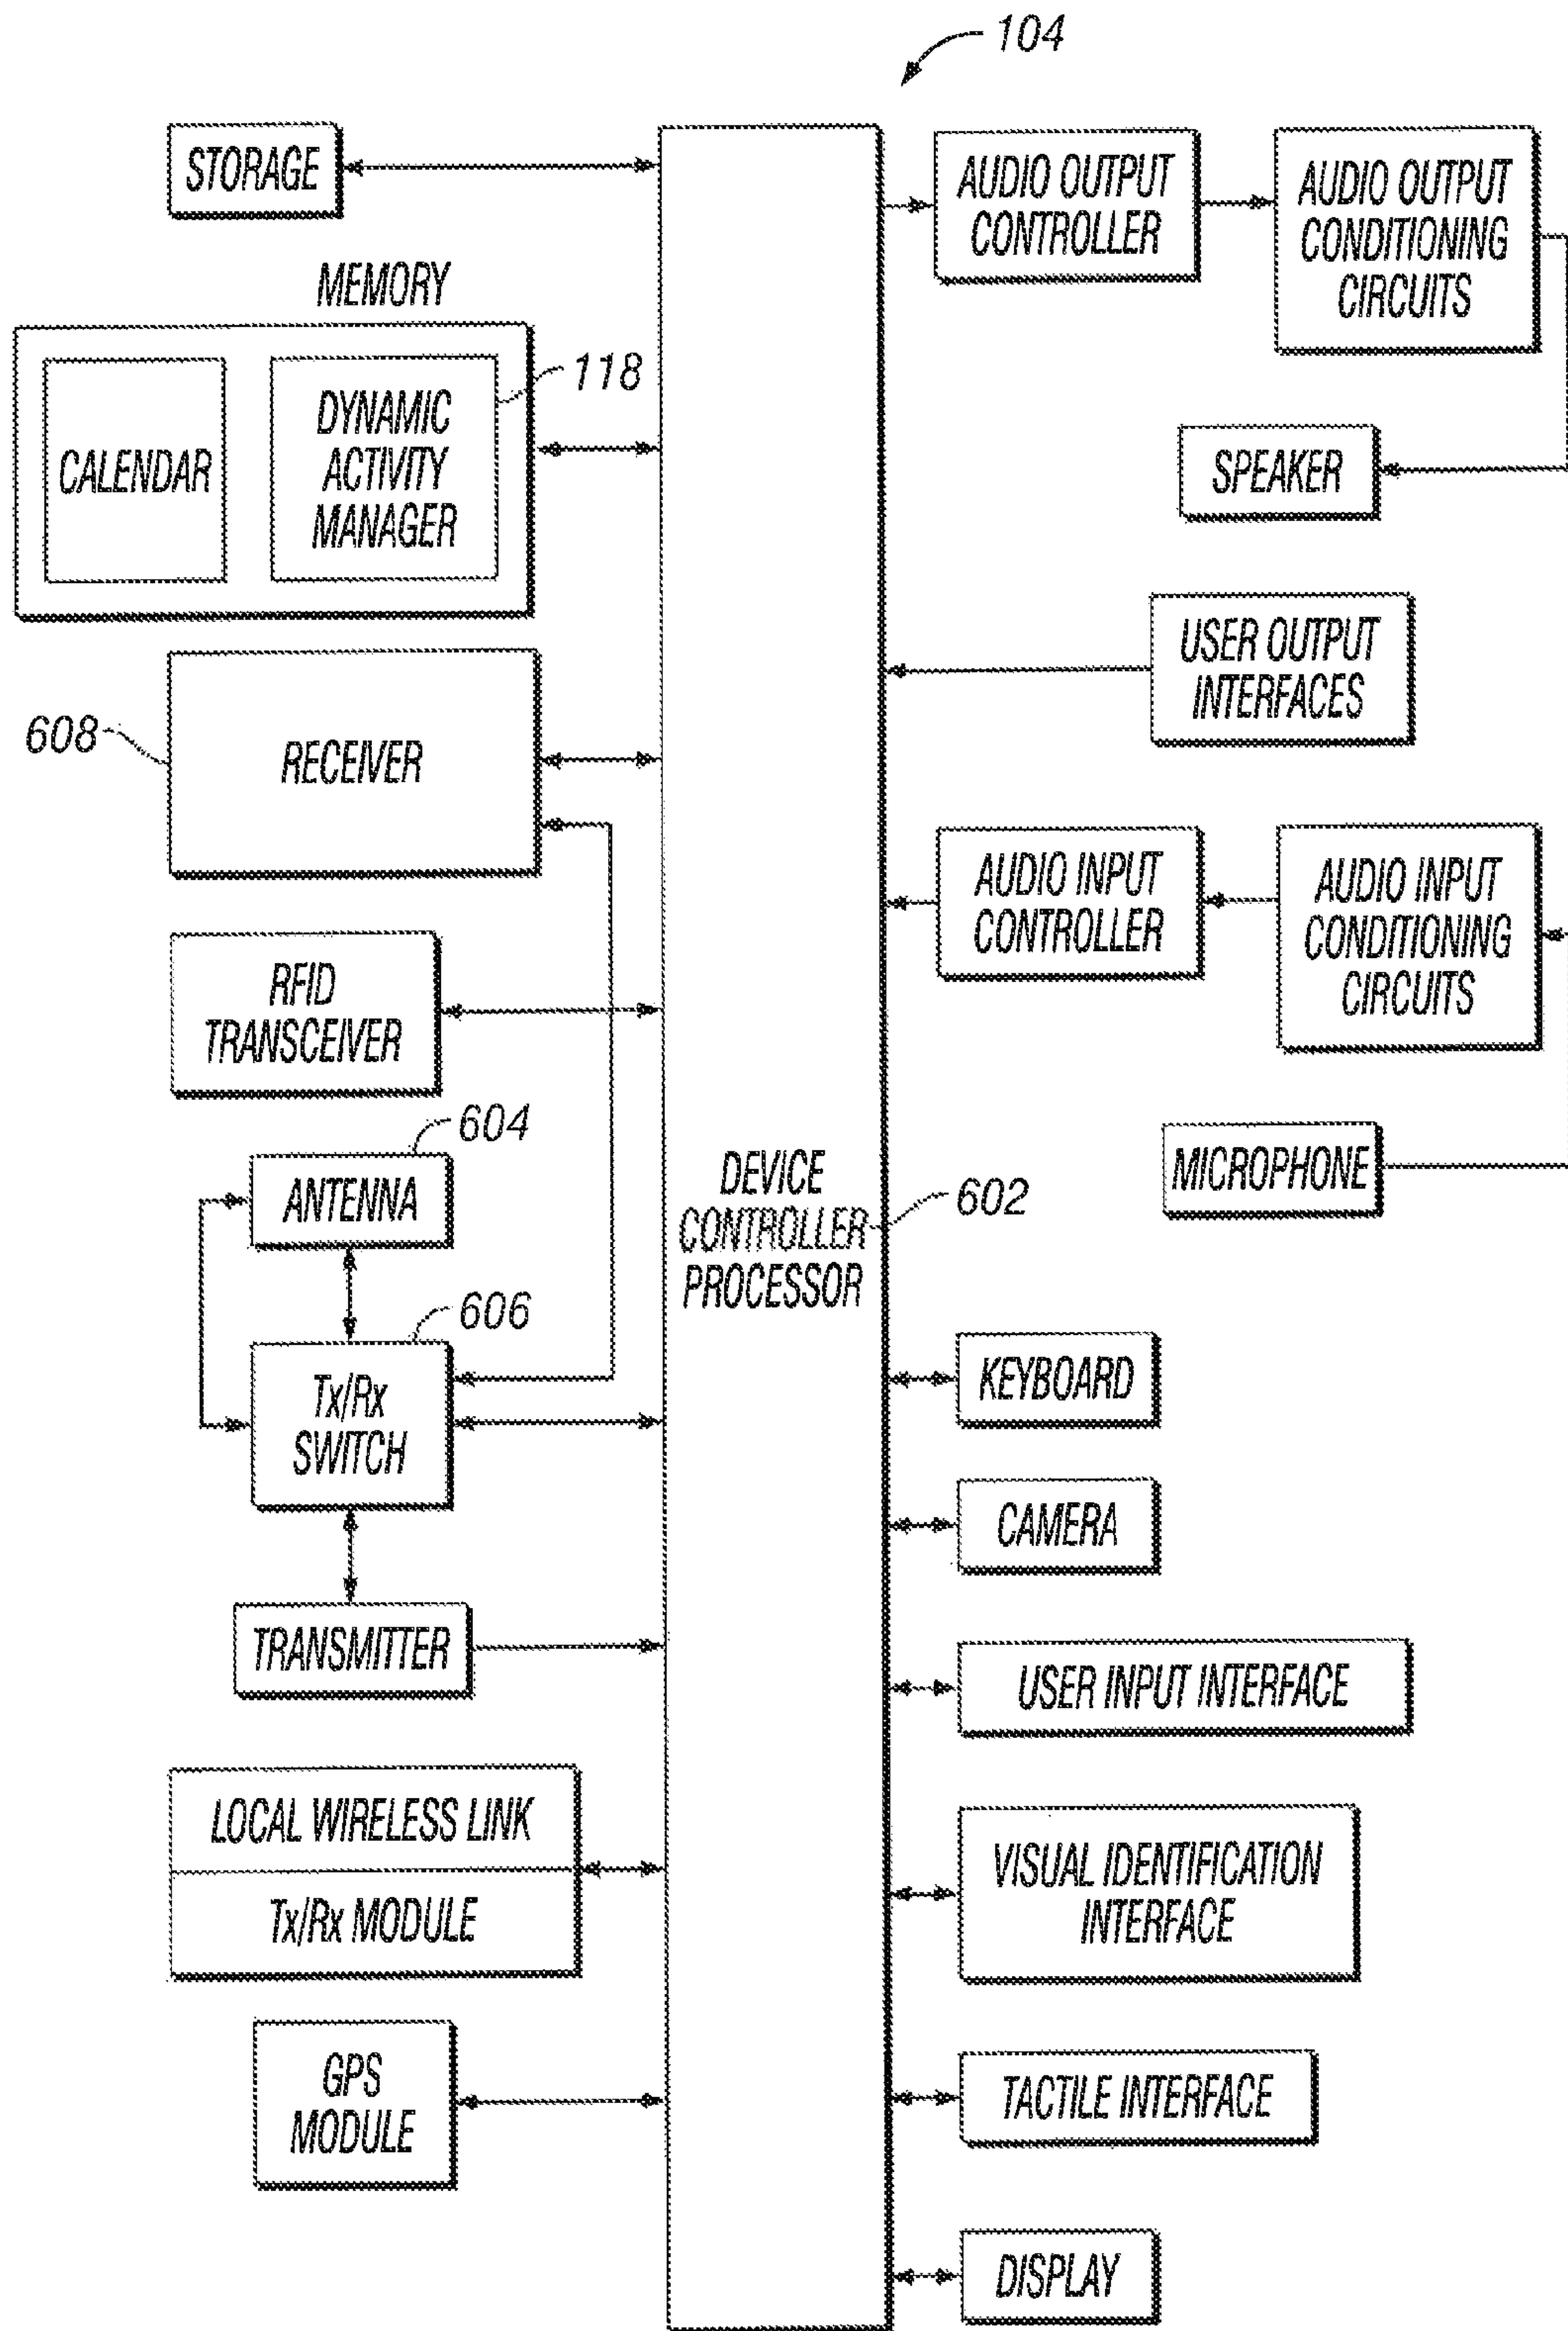 104
STORAGE
MEMORY
CALENDAR
DYNAMIC
ACTIVITY
MANAGER
118
RECEIVER
608
RFID
TRANSCEIVER
ANTENNA
604
Tx/Rx
SWITCH
606
TRANSMITTER
LOCAL WIRELESS LINK
Tx/Rx MODULE
GPS
MODULE
DEVICE
CONTROLLER
PROCESSOR
602
AUDIO OUTPUT
CONTROLLER
AUDIO OUTPUT
CONDITIONING
CIRCUITS
SPEAKER
USER OUTPUT
INTERFACES
AUDIO INPUT
CONTROLLER
AUDIO INPUT
CONDITIONING
CIRCUITS
MICROPHONE
KEYBOARD
CAMERA
USER INPUT INTERFACE
VISUAL IDENTIFICATION
INTERFACE
TACTILE INTERFACE
DISPLAY